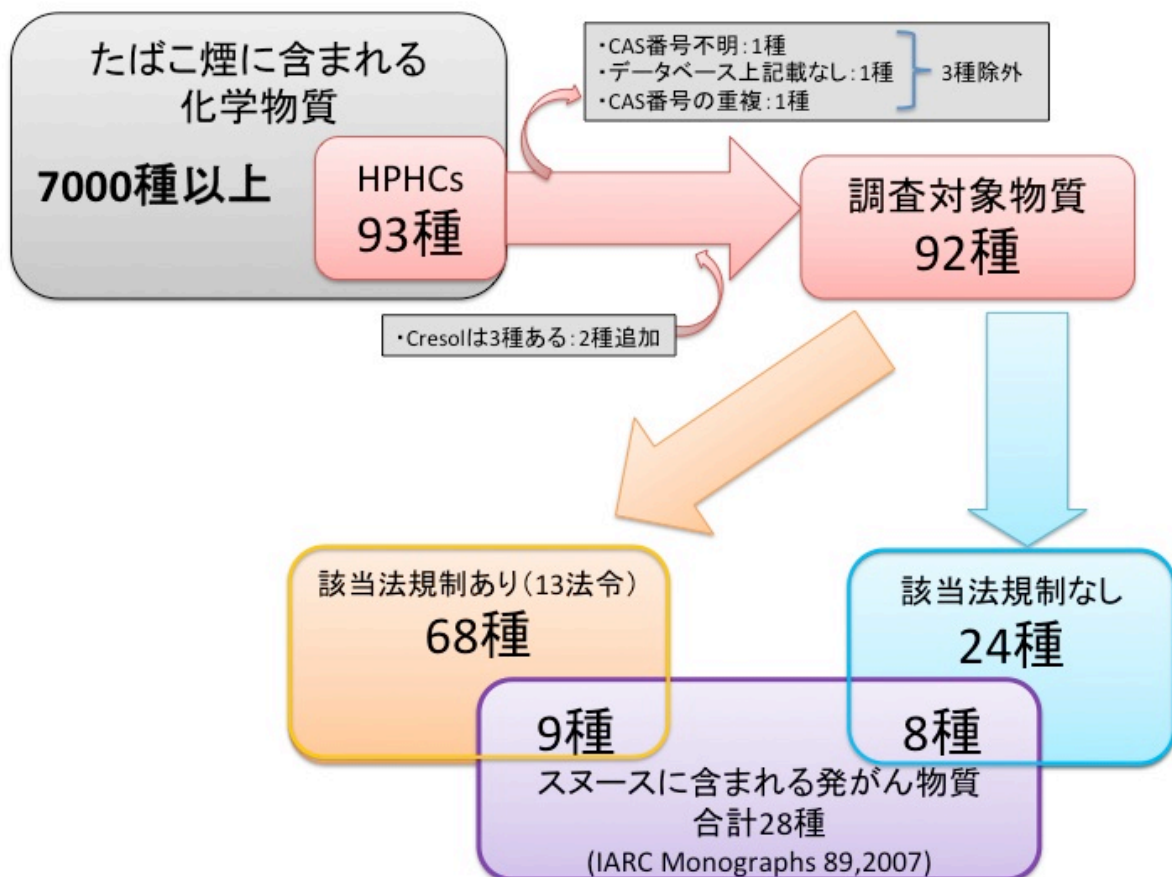 たばこ煙に含まれる
化学物質
7000種以上
HPHCs
93種
・CAS番号不明：1種
・データベース上記載なし：1種
・CAS番号の重複：1種
3種除外
・Cresolは3種ある：2種追加
調査対象物質
92種
該当法規制あり（13法令）
68種
該当法規制なし
24種
9種
8種
スヌースに含まれる発がん物質
合計28種
(IARC Monographs 89,2007)